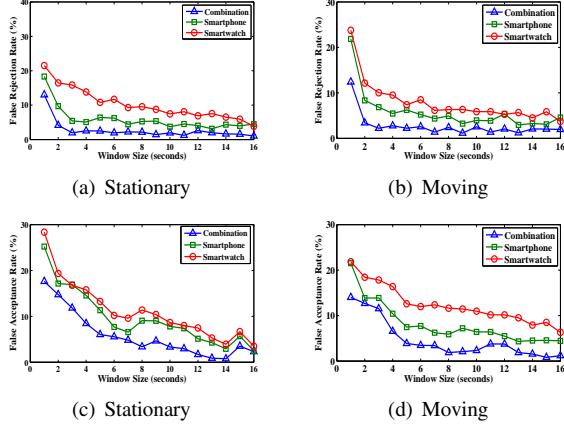 40
30
20
10
0
False Rejection Rate (%)
Combination
Smartphone
Smartwatch
0 2 4 6 8 10 12 14 16
Window Size (seconds)
(a) Stationary
30
20
10
0
False Rejection Rate (%)
Combination
Smartphone
Smartwatch
0 2 4 6 8 10 12 14 16
Window Size (seconds)
(b) Moving
30
20
10
0
False Acceptance Rate (%)
Combination
Smartphone
Smartwatch
0 2 4 6 8 10 12 14 16
Window Size (seconds)
(c) Stationary
30
20
10
0
False Acceptance Rate (%)
Combination
Smartphone
Smartwatch
0 2 4 6 8 10 12 14 16
Window Size (seconds)
(d) Moving